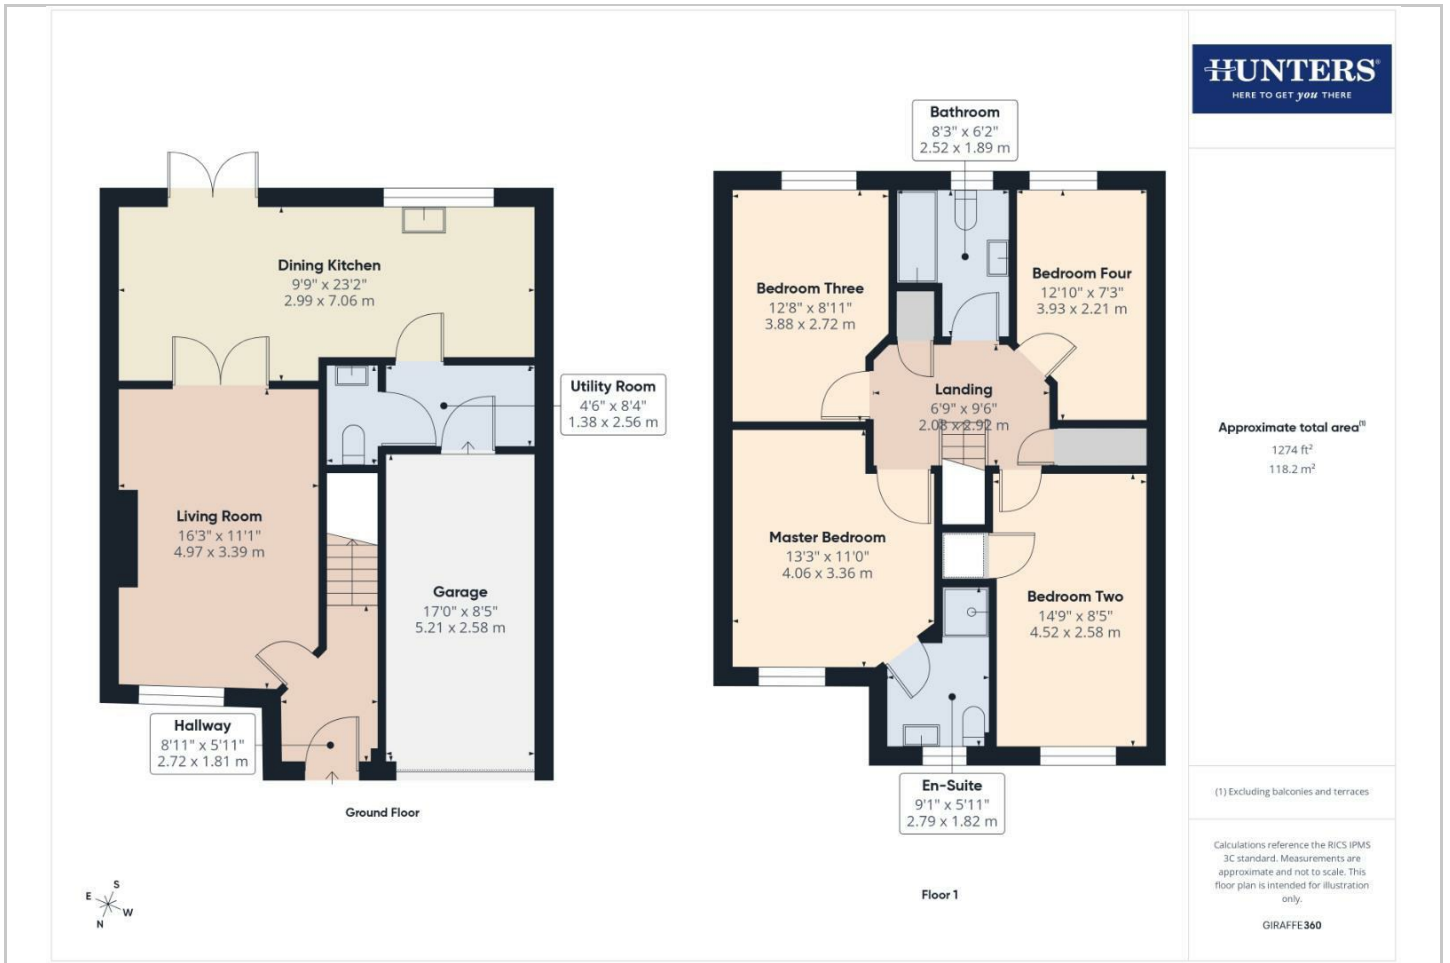 HUNTERS®
HERE TO GET you THERE
Bathroom
8'3" x 6'2"
2.52 x 1.89 m
Dining Kitchen
9'9" x 23'2"
2.99 x 7.06 m
Bedroom Three
12'8" x 8'11"
3.88 x 2.72 m
Bedroom Four
12'10" x 7'3"
3.93 x 2.21 m
Utility Room
4'6" x 8'4"
1.38 x 2.56 m
Landing
6'9" x 9'6"
2.08 x 2.92 m
Living Room
16'3" x 11'1"
4.97 x 3.39 m
Master Bedroom
13'3" x 11'0"
4.06 x 3.36 m
Garage
17'0" x 8'5"
5.21 x 2.58 m
Bedroom Two
14'9" x 8'5"
4.52 x 2.58 m
Hallway
8'11" x 5'11"
2.72 x 1.81 m
En-Suite
9'1" x 5'11"
2.79 x 1.82 m
Ground Floor
Floor 1
S
E
W
N
Approximate total area(1)
1274 ft²
118.2 m²
(1) Excluding balconies and terraces
Calculations reference the RICS IPMS
3C standard. Measurements are
approximate and not to scale. This
floor plan is intended for illustration
only.
GIRAFFE360